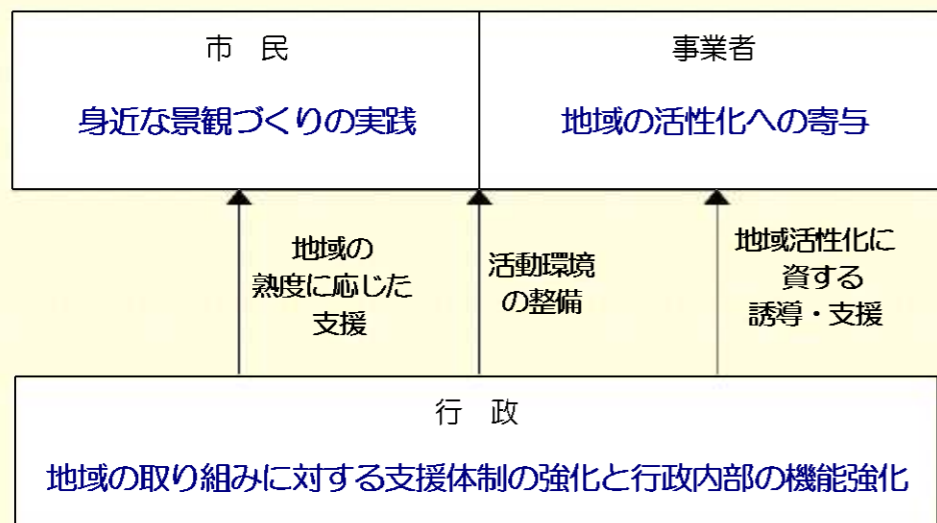 市　民
身近な景観づくりの実践
事業者
地域の活性化への寄与
地域の
熟度に応じた
支援
活動環境
の整備
地域活性化に
資する
誘導・支援
行　政
地域の取り組みに対する支援体制の強化と行政内部の機能強化